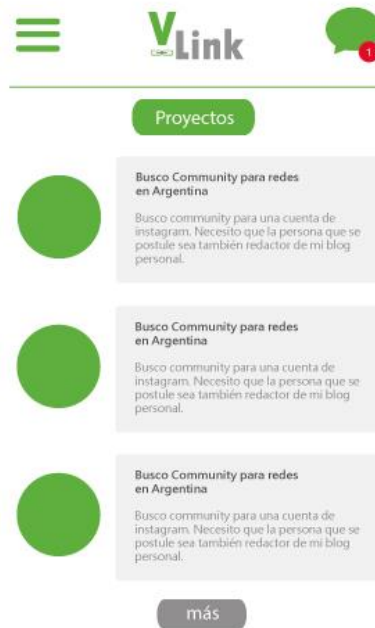 VLink
1
Proyectos
Busco Community para redes
en Argentina
Busco community para una cuenta de
instagram. Necesito que la persona que se
postule sea también redactor de mi blog
personal.
Busco Community para redes
en Argentina
Busco community para una cuenta de
instagram. Necesito que la persona que se
postule sea también redactor de mi blog
personal.
Busco Community para redes
en Argentina
Busco community para una cuenta de
instagram. Necesito que la persona que se
postule sea también redactor de mi blog
personal.
más